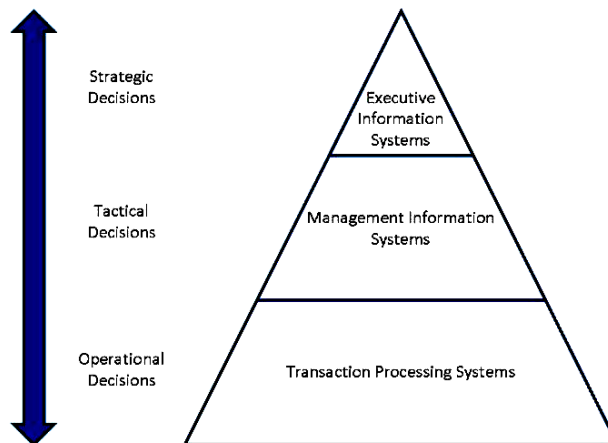 Strategic
Decisions
Executive
Information
Systems
Tactical
Decisions
Management Information
Systems
Operational
Decisions
Transaction Processing Systems